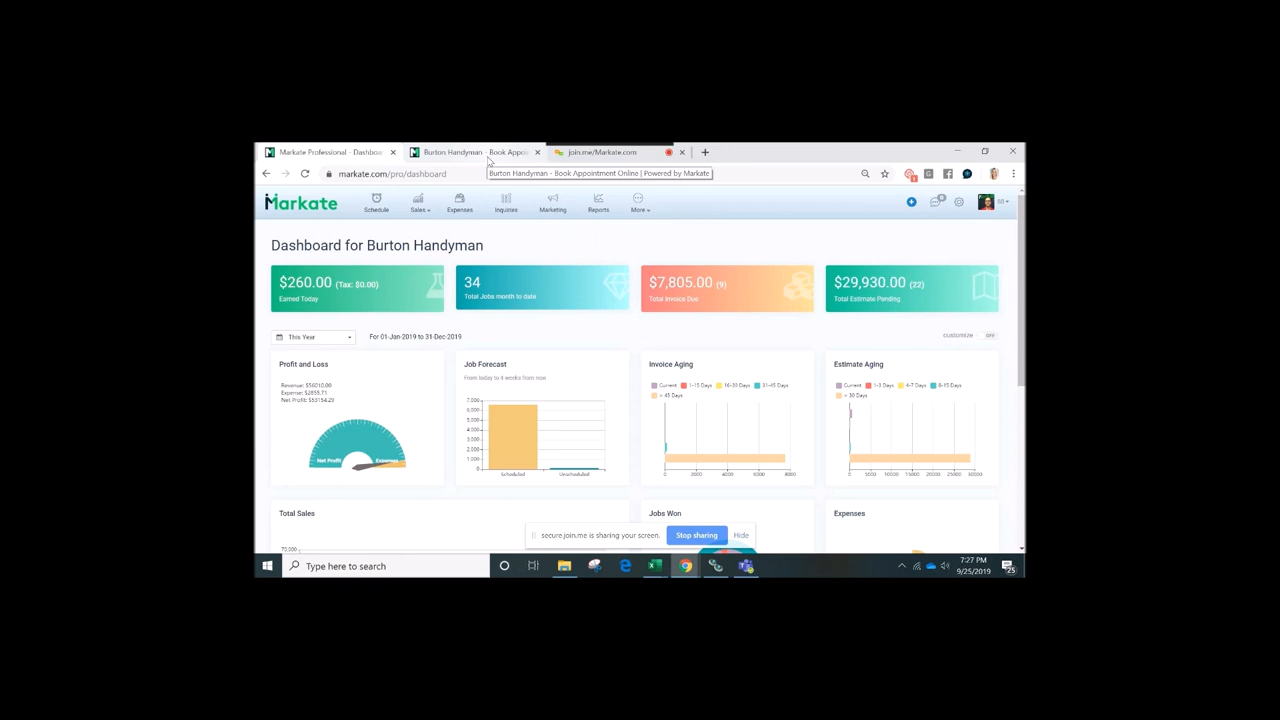 Markate Professional - Dashboa
Burton Handyman - Book Appoi
join.me/Markate.com
markate.com/pro/dashboard
Burton Handyman - Book Appointment Online | Powered by Markate
Markate
Schedule
Sales
Expenses
Inquiries
Marketing
Reports
More
Dashboard for Burton Handyman
$260.00 (Tax: $0.00)
Earned Today
34
Total Jobs month to date
$7,805.00 (9)
Total Invoice Due
$29,930.00 (22)
Total Estimate Pending
This Year
For 01-Jan-2019 to 31-Dec-2019
customize
OFF
Profit and Loss
Revenue: $56010.00
Expense: $2855.71
Net Profit: $53154.29
Net Profit
Expenses
Job Forecast
From today to 4 weeks from now
7,000
6,000
5,000
4,000
3,000
2,000
1,000
0
Scheduled
Unscheduled
Invoice Aging
Current
1-15 Days
16-30 Days
31-45 Days
> 45 Days
0
2000
4000
6000
8000
Estimate Aging
Current
1-3 Days
4-7 Days
8-15 Days
> 30 Days
0
5000
10000
15000
20000
25000
30000
Total Sales
75,000
Jobs Won
Expenses
secure.join.me is sharing your screen.
Stop sharing
Hide
Type here to search
7:27 PM
9/25/2019
25